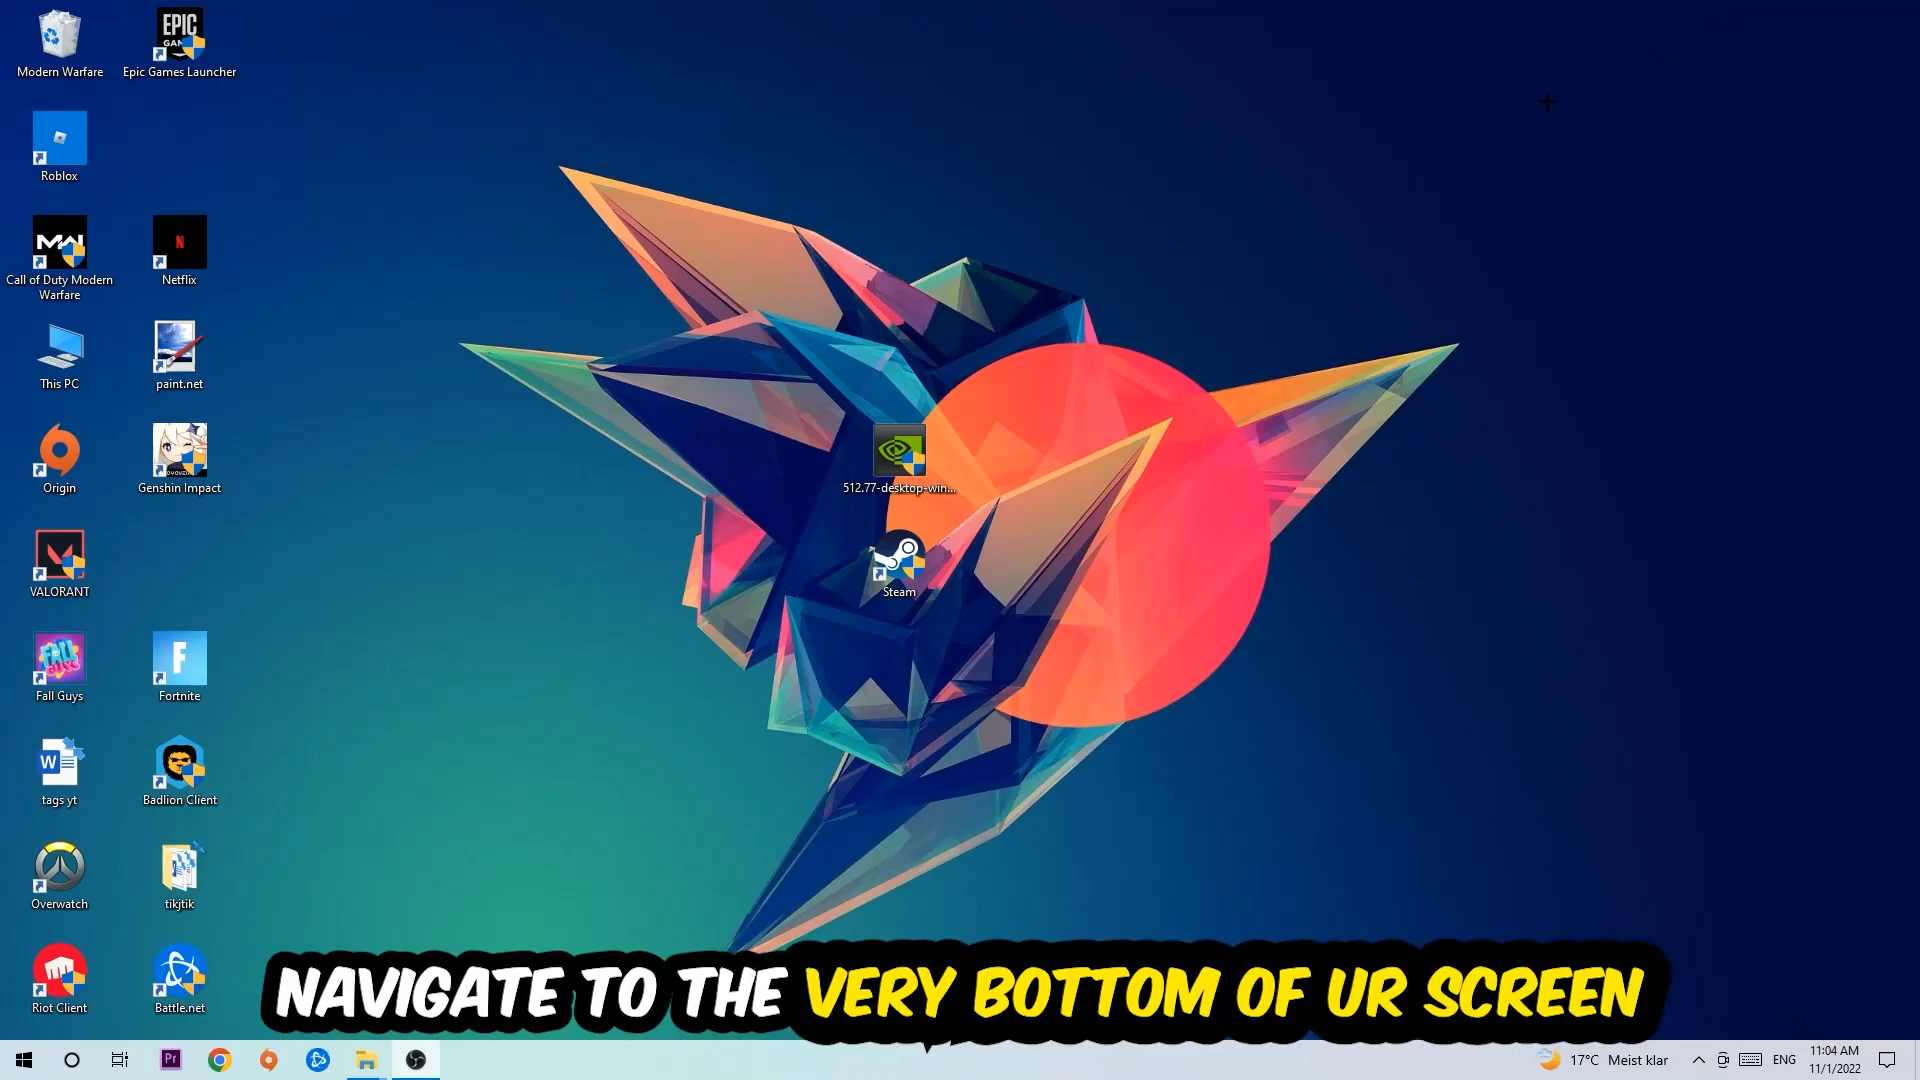 Modern Warfare
EPIC
GAMES
Epic Games Launcher
Roblox
MW
Call of Duty Modern
Warfare
N
Netflix
This PC
paint.net
Origin
Genshin Impact
512.77-desktop-win...
VALORANT
Steam
Fall Guys
F
Fortnite
W
tags yt
Badlion Client
Overwatch
tikjtik
Riot Client
Battle.net
NAVIGATE TO THE VERY BOTTOM OF UR SCREEN
Pr
17°C Meist klar
ENG
11:04 AM
11/1/2022